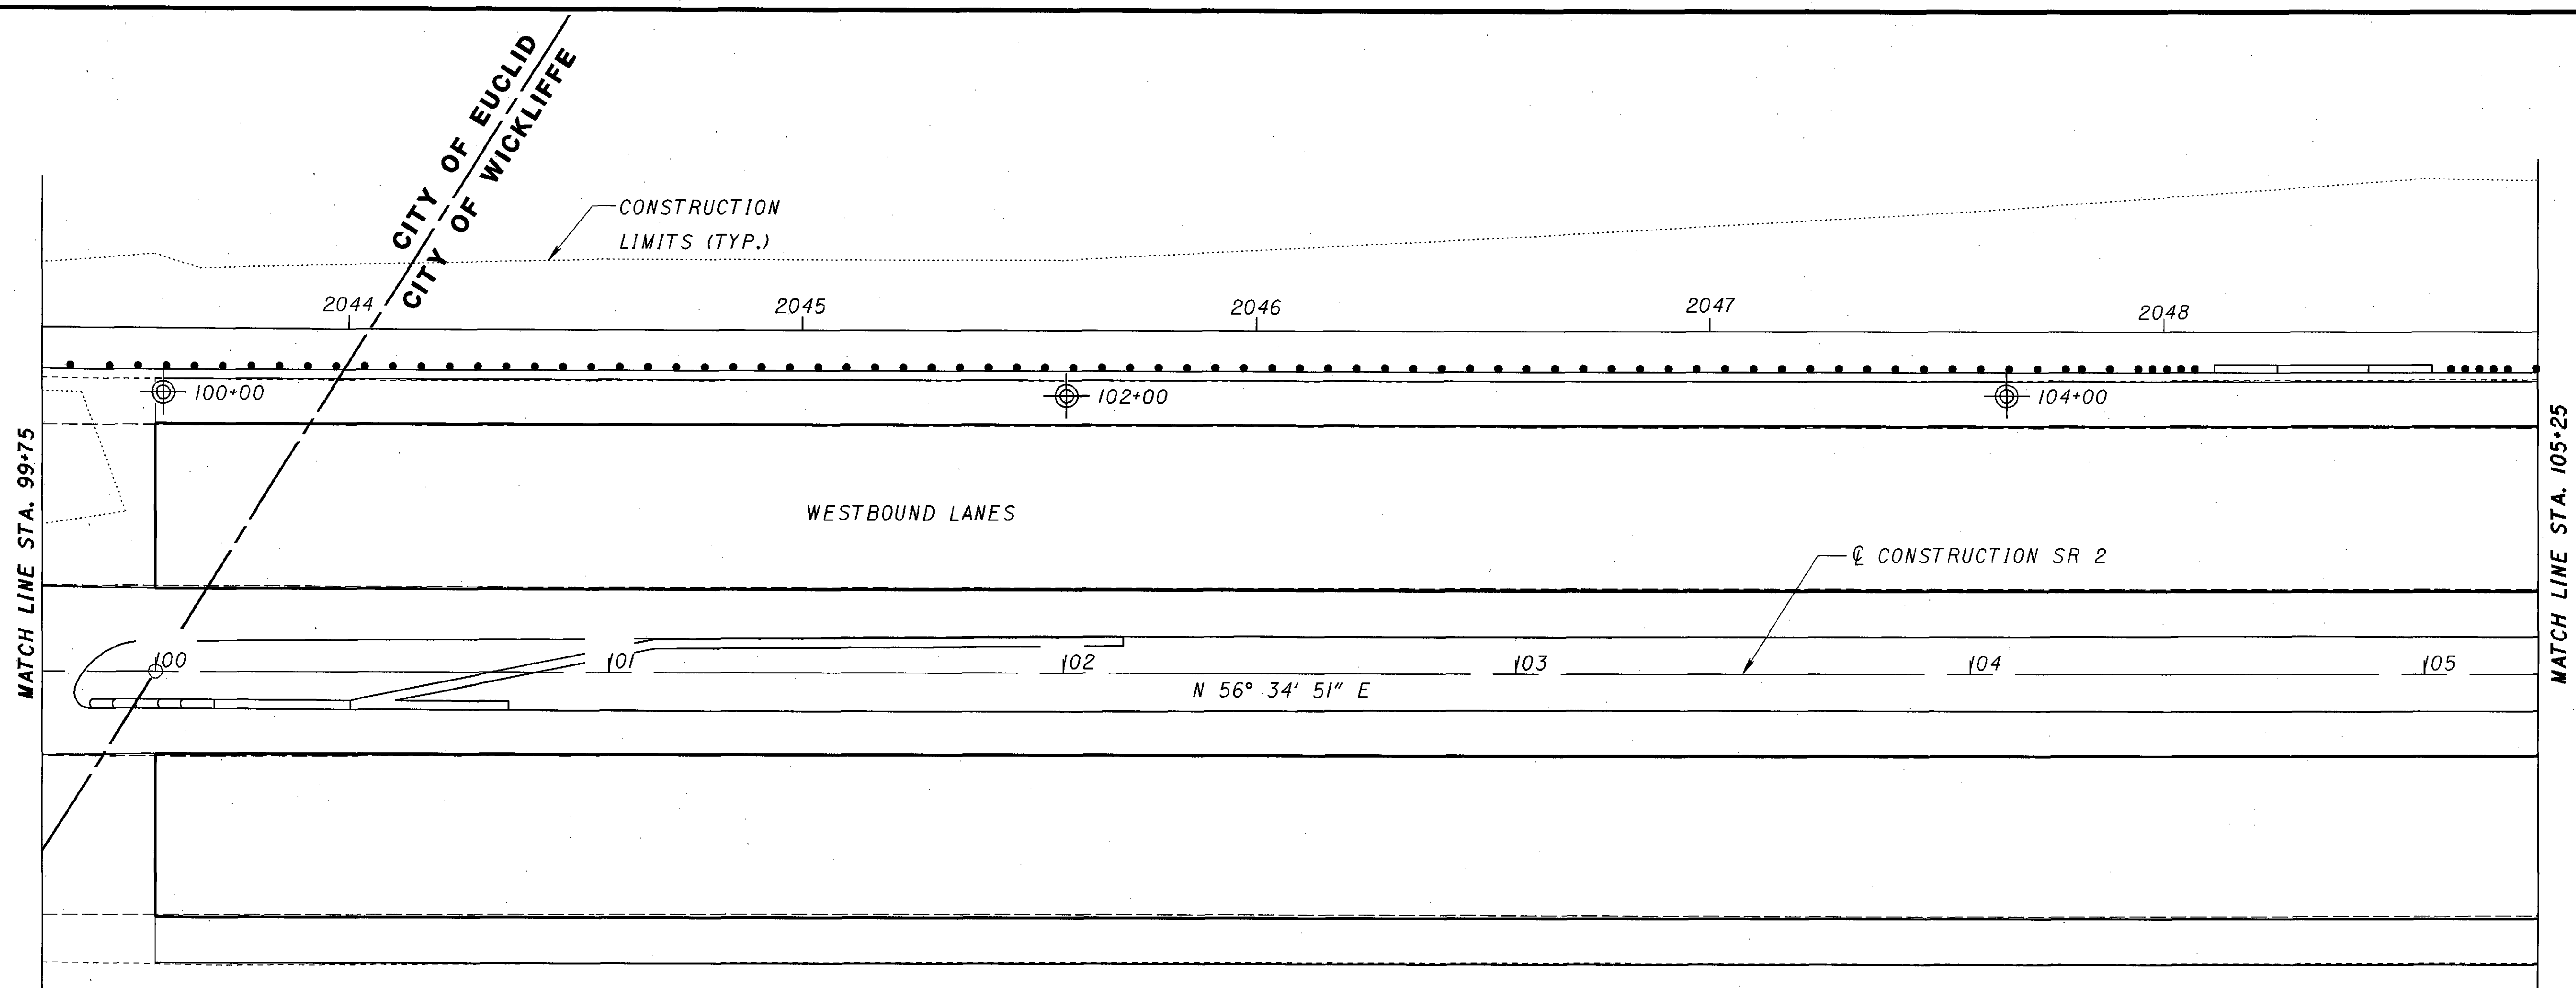 CITY OF EUCLID
CITY OF WICKLIFFE
CONSTRUCTION
LIMITS (TYP.)
2044
2045
2046
2047
2048
100+00
102+00
104+00
MATCH LINE STA. 99+75
MATCH LINE STA. 105+25
WESTBOUND LANES
℄ CONSTRUCTION SR 2
100
101
102
103
104
105
N 56° 34' 51" E